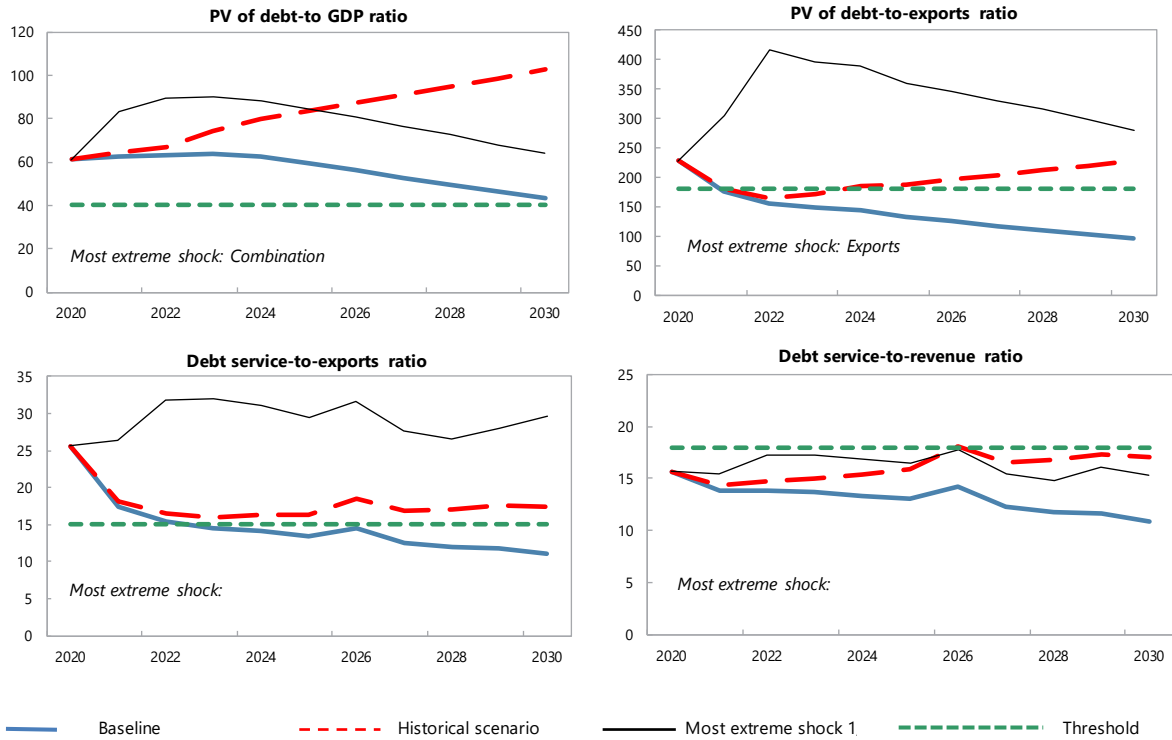 PV of debt-to GDP ratio
120
100
80
60
40
20
0
Most extreme shock: Combination
2020 2022 2024 2026 2028 2030
PV of debt-to-exports ratio
450
400
350
300
250
200
150
100
50
0
Most extreme shock: Exports
2020 2022 2024 2026 2028 2030
Debt service-to-exports ratio
35
30
25
20
15
10
5
0
Most extreme shock:
2020 2022 2024 2026 2028 2030
Debt service-to-revenue ratio
25
20
15
10
5
0
Most extreme shock:
2020 2022 2024 2026 2028 2030
Baseline Historical scenario Most extreme shock 1 Threshold